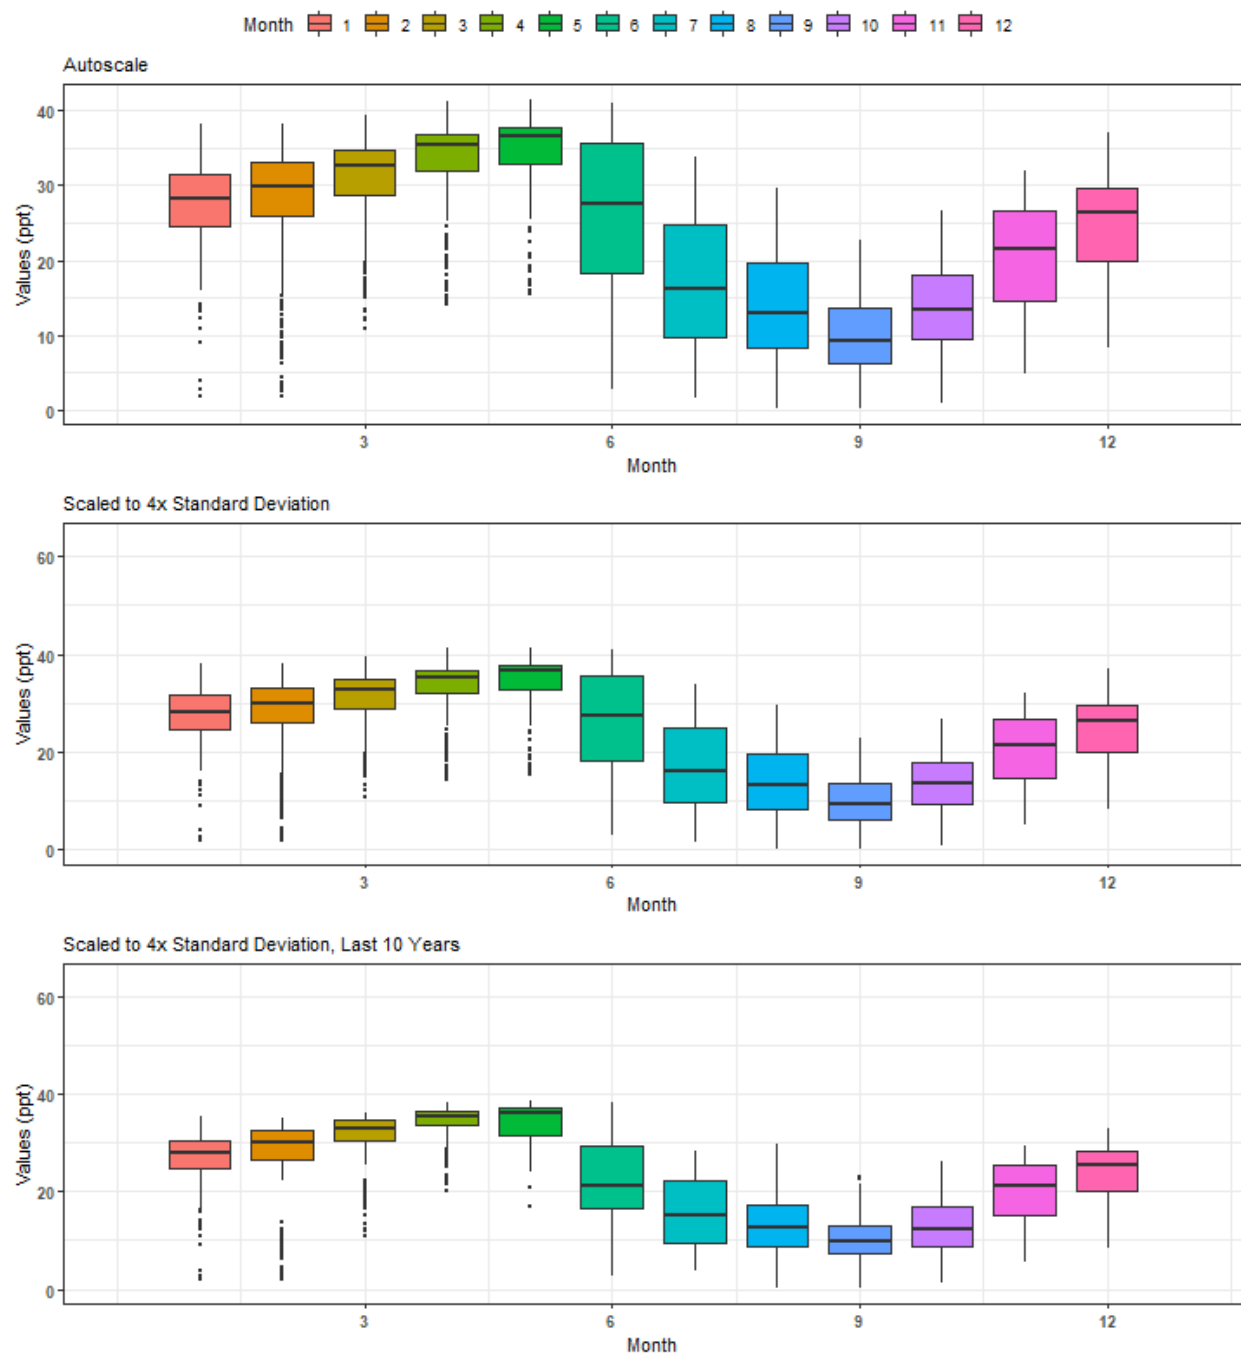 Month 1 2 3 4 5 6 7 8 9 10 11 12
Autoscale
Values (ppt)
40
30
20
10
0
3 6 9 12
Month
Scaled to 4x Standard Deviation
Values (ppt)
60
40
20
0
3 6 9 12
Month
Scaled to 4x Standard Deviation, Last 10 Years
Values (ppt)
60
40
20
0
3 6 9 12
Month